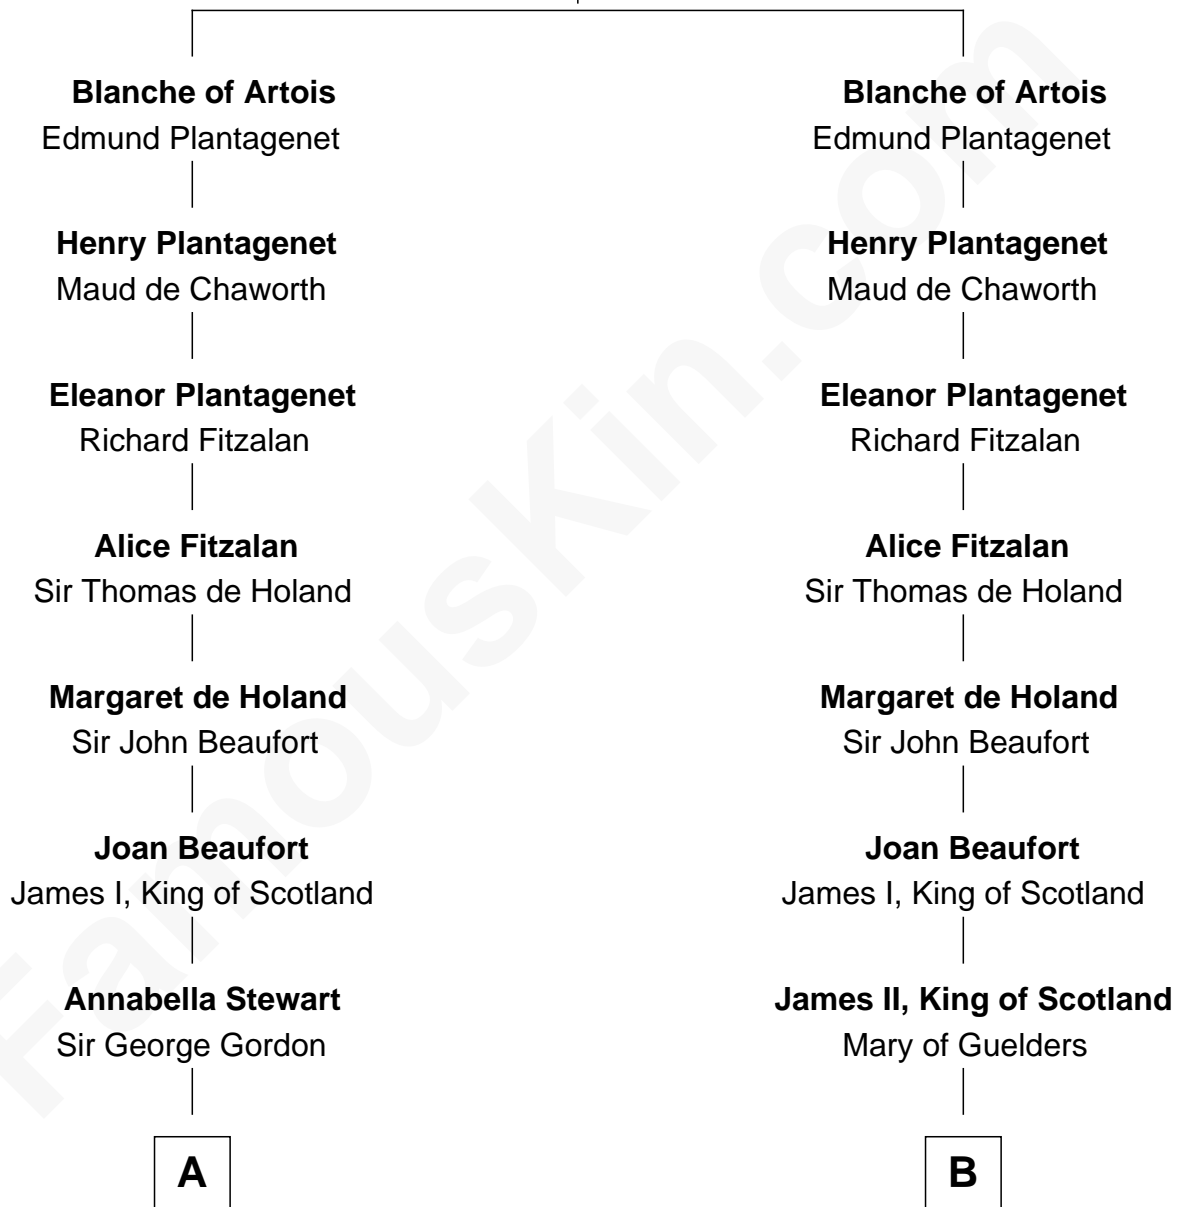 Blanche of Artois
Edmund Plantagenet
Henry Plantagenet
Maud de Chaworth
Eleanor Plantagenet
Richard Fitzalan
Alice Fitzalan
Sir Thomas de Holand
Margaret de Holand
Sir John Beaufort
Joan Beaufort
James I, King of Scotland
Annabella Stewart
Sir George Gordon
A
Blanche of Artois
Edmund Plantagenet
Henry Plantagenet
Maud de Chaworth
Eleanor Plantagenet
Richard Fitzalan
Alice Fitzalan
Sir Thomas de Holand
Margaret de Holand
Sir John Beaufort
Joan Beaufort
James I, King of Scotland
James II, King of Scotland
Mary of Guelders
B
FamousKin.com